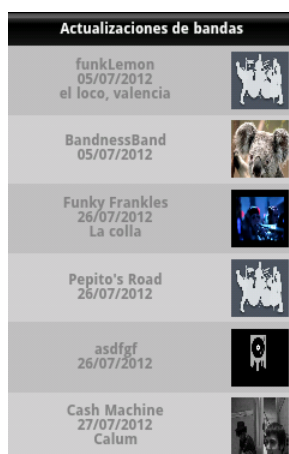 Actualizaciones de bandas
funkLemon
05/07/2012
el loco, valencia
BandnessBand
05/07/2012
Funky Frankles
26/07/2012
La colla
Pepito's Road
26/07/2012
asdfgf
26/07/2012
Cash Machine
27/07/2012
Calum